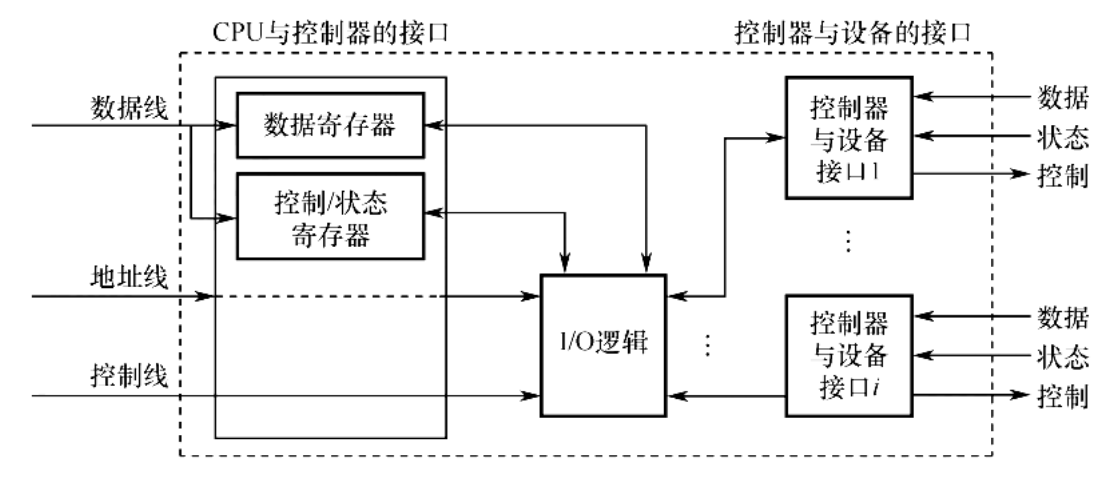 CPU与控制器的接口
控制器与设备的接口
数据线
数据寄存器
控制/状态
寄存器
地址线
控制线
I/O逻辑
控制器
与设备
接口1
数据
状态
控制
⋮
⋮
控制器
与设备
接口i
数据
状态
控制